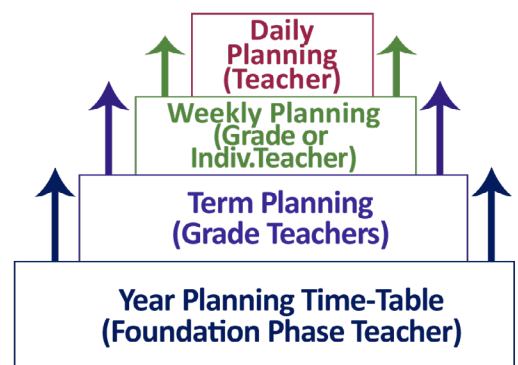 Daily
Planning
(Teacher)
Weekly Planning
(Grade or
Indiv.Teacher)
Term Planning
(Grade Teachers)
Year Planning Time-Table
(Foundation Phase Teacher)